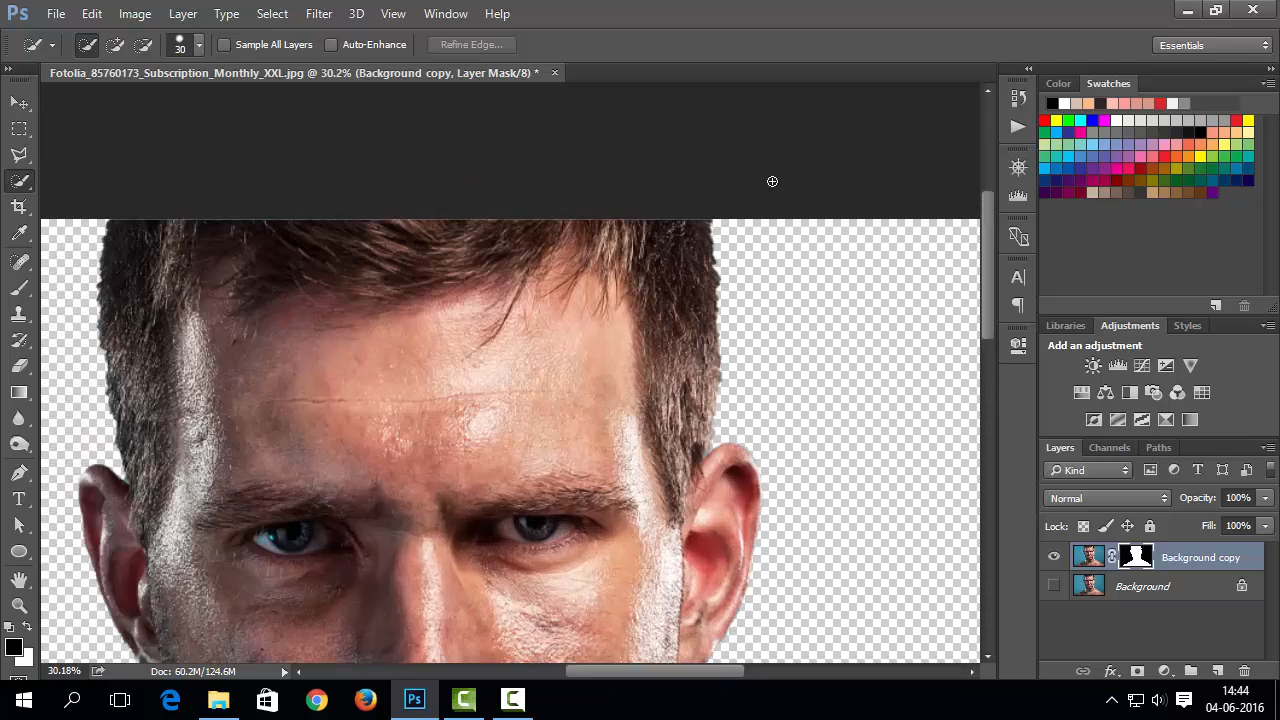 Ps File Edit Image Layer Type Select Filter 3D View Window Help
30 Sample All Layers Auto-Enhance Refine Edge... Essentials
Fotolia_85760173_Subscription_Monthly_XXL.jpg @ 30.2% (Background copy, Layer Mask/8) *
Color Swatches
Libraries Adjustments Styles
Add an adjustment
Layers Channels Paths
Kind
Normal Opacity: 100%
Lock: Fill: 100%
Background copy
Background
30.18% Doc: 60.2M/124.6M
Ps 14:44
04-06-2016